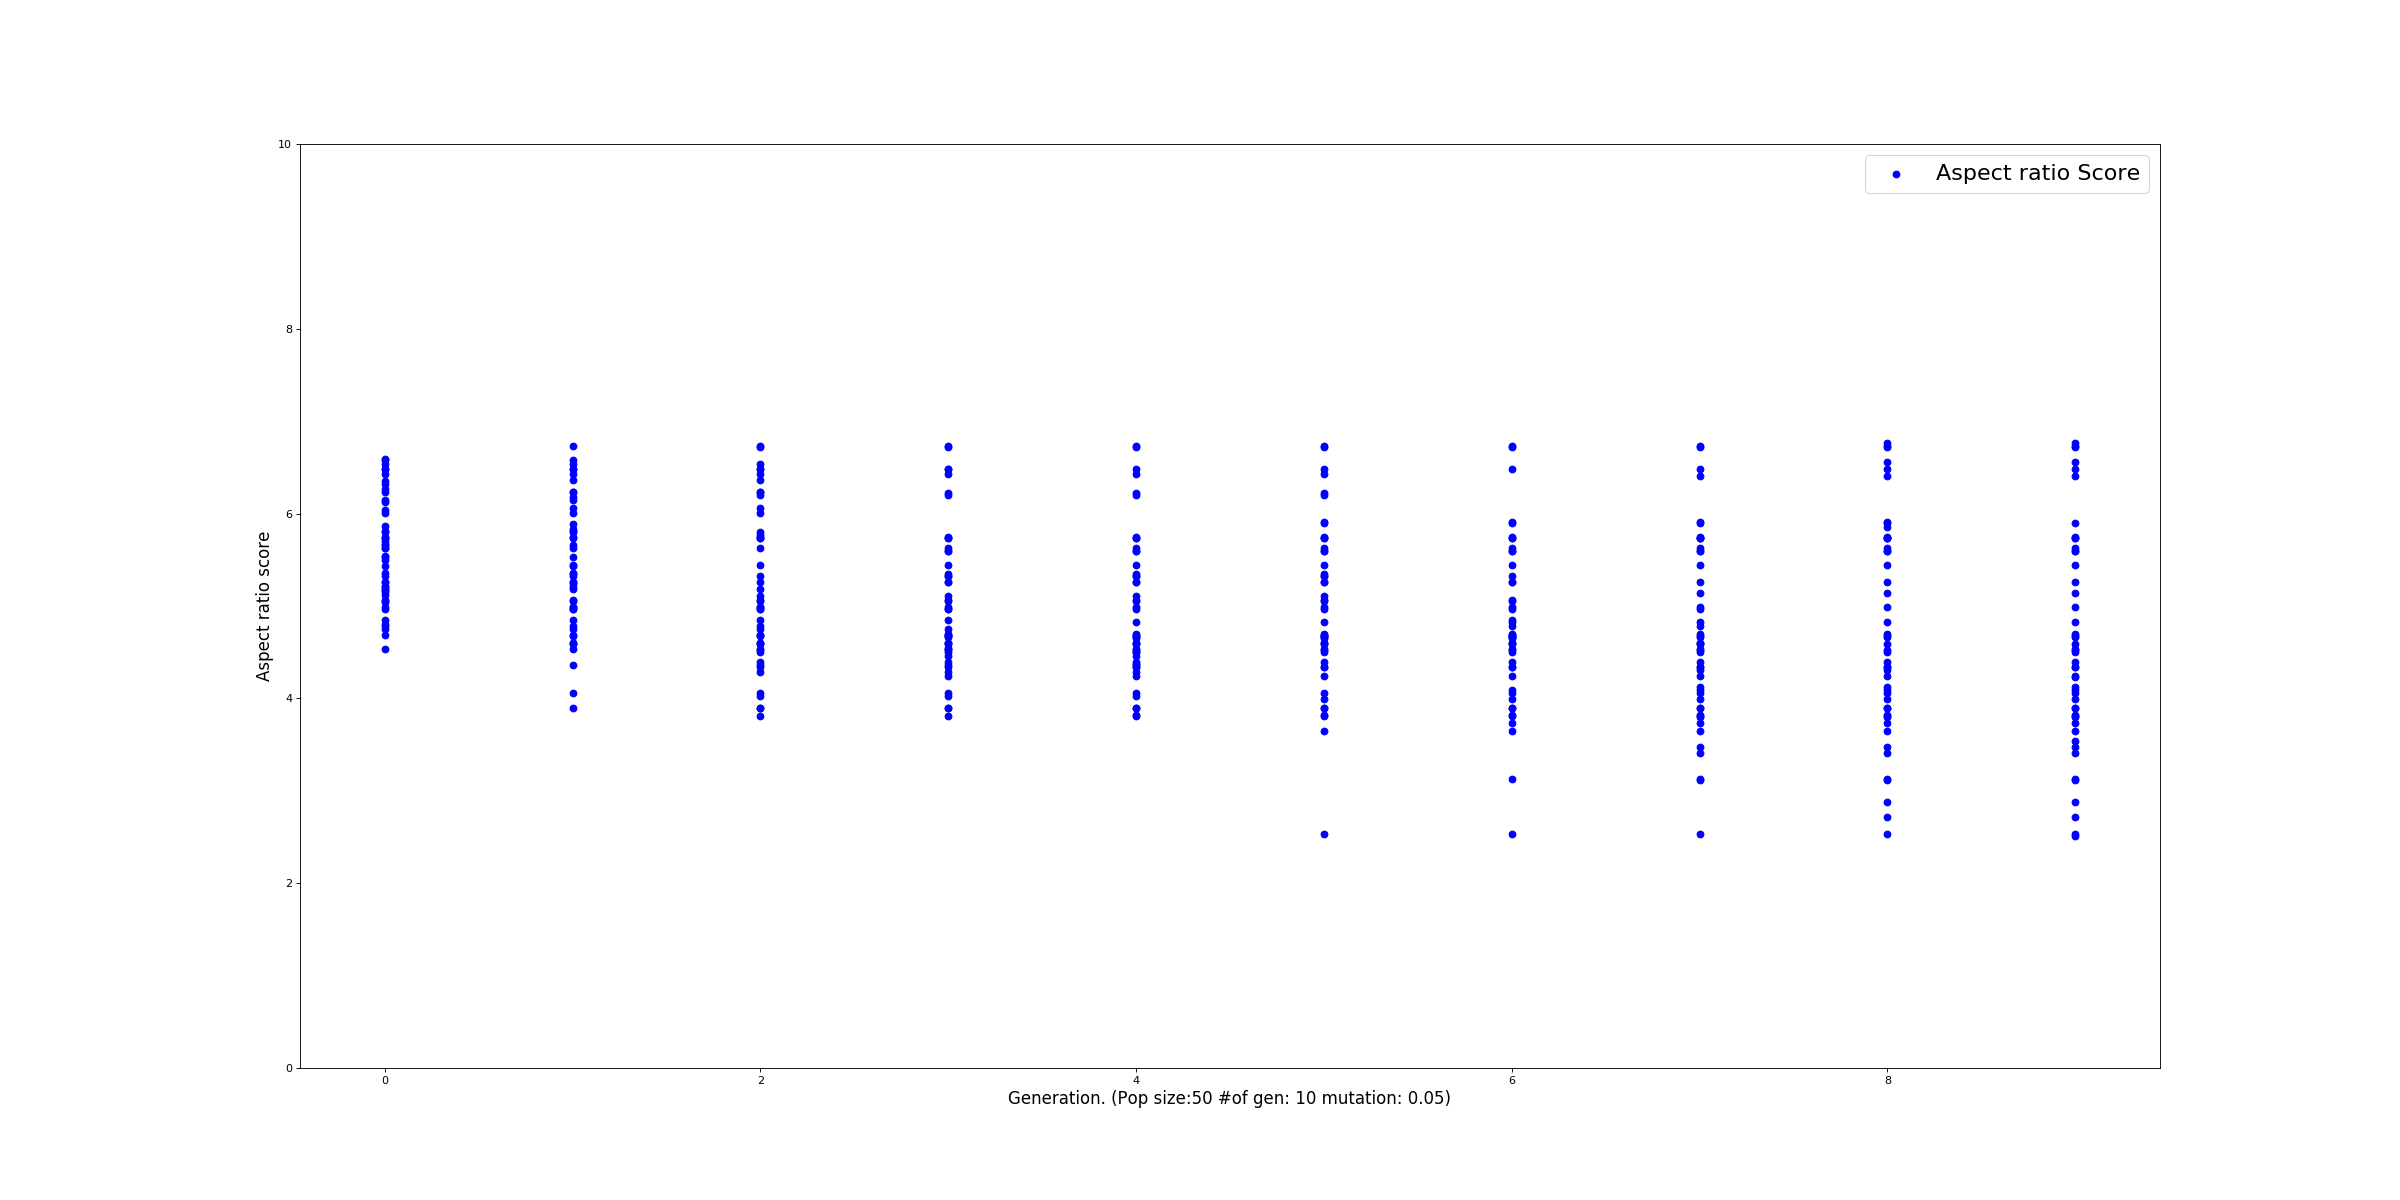 10
Aspect ratio Score
8
6
Aspect ratio score
4
2
0
0 2 4 6 8
Generation. (Pop size:50 #of gen: 10 mutation: 0.05)